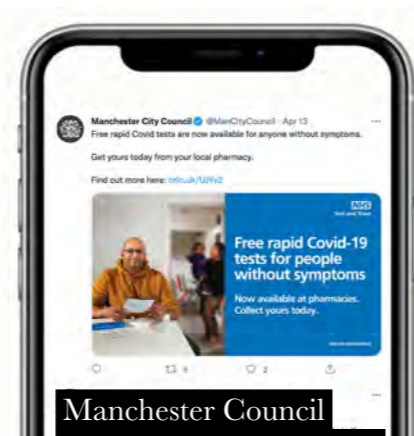 Manchester City Council @ManCityCouncil · Apr 13
Free rapid Covid tests are now available for anyone without symptoms.
Get yours today from your local pharmacy.
Find out more here:
NHS
Test and Trace
Free rapid Covid-19
tests for people
without symptoms
Now available at pharmacies.
Collect yours today.
8
2
Manchester Council